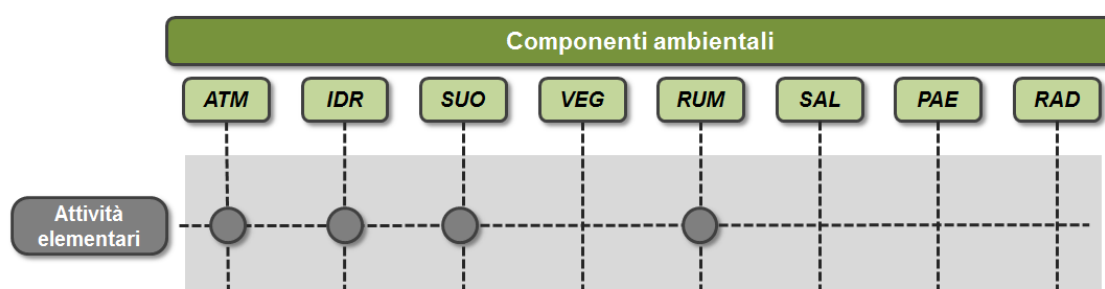 Componenti ambientali
ATM IDR SUO VEG RUM SAL PAE RAD
Attività
elementari